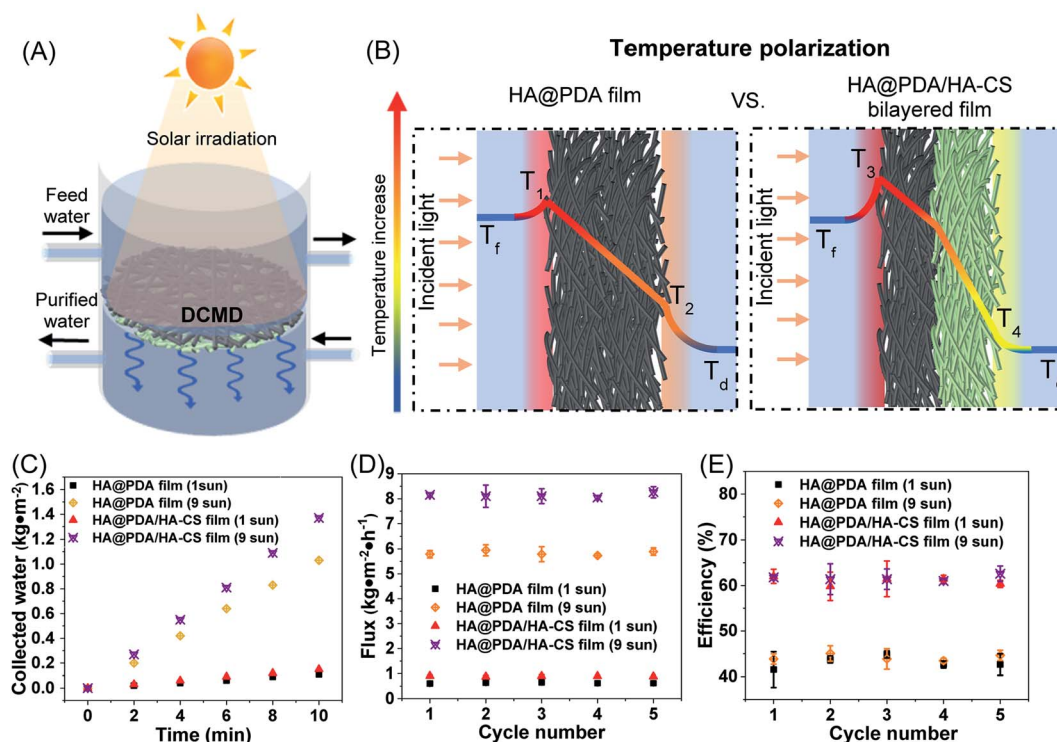 (A)
Solar irradiation
Feed
water
Purified
water
DCMD
(B)
Temperature polarization
HA@PDA film
VS.
HA@PDA/HA-CS
bilayered film
Temperature increase
Incident light
T1
Tf
T2
Td
Incident light
T3
Tf
T4
T
(C)
HA@PDA film (1sun)
HA@PDA film (9 sun)
HA@PDA/HA-CS film (1 sun)
HA@PDA/HA-CS film (9 sun)
Collected water (kg•m-2)
1.6
1.4
1.2
1.0
0.8
0.6
0.4
0.2
0.0
0 2 4 6 8 10
Time (min)
(D)
Flux (kg•m-2•h-1)
9
8
7
6
5
4
3
2
1
0
HA@PDA film (1 sun)
HA@PDA film (9 sun)
HA@PDA/HA-CS film (1 sun)
HA@PDA/HA-CS film (9 sun)
1 2 3 4 5
Cycle number
(E)
HA@PDA film (1 sun)
HA@PDA film (9 sun)
HA@PDA/HA-CS film (1 sun)
HA@PDA/HA-CS film (9 sun)
Efficiency (%)
80
70
60
50
40
1 2 3 4 5
Cycle number